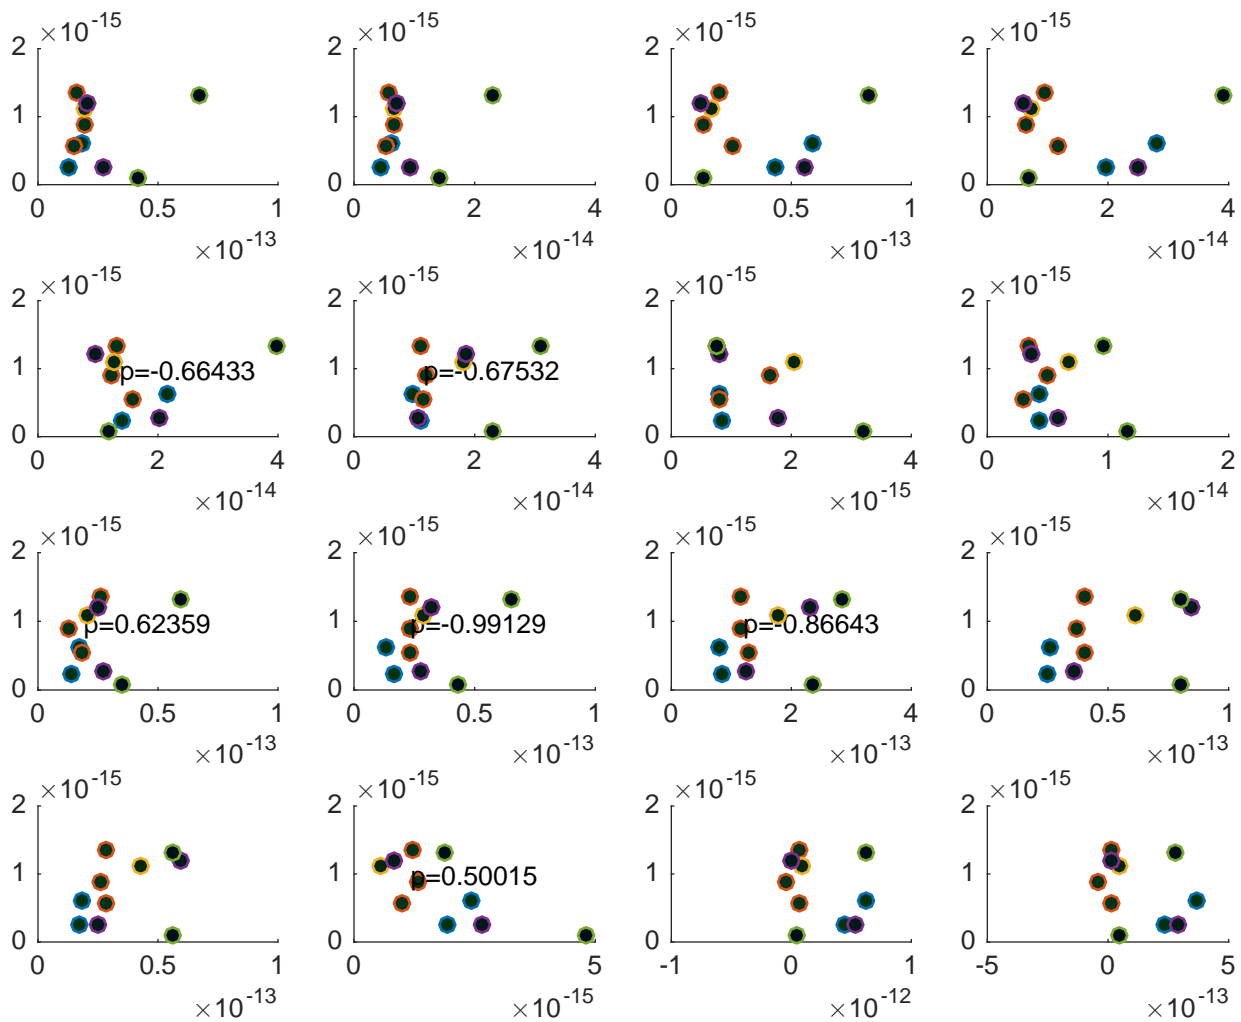 ×10-15 ×10-15 ×10-15 ×10-15
2 2 2 2
1 1 1 1
0 0 0 0
0 0.5 1 0 2 4 0 0.5 1 0 2 4
×10-13 ×10-14 ×10-13 ×10-14
×10-15 ×10-15 ×10-15 ×10-15
2 2 2 2
1 p=-0.66433 1 p=-0.67532 1 1
0 0 0 0
0 2 4 0 2 4 0 2 4 0 1 2
×10-14 ×10-14 ×10-15 ×10-14
×10-15 ×10-15 ×10-15 ×10-15
2 2 2 2
1 p=0.62359 1 p=-0.99129 1 p=-0.86643 1
0 0 0 0
0 0.5 1 0 0.5 1 0 2 4 0 0.5 1
×10-13 ×10-13 ×10-13 ×10-13
×10-15 ×10-15 ×10-15 ×10-15
2 2 2 2
1 1 p=0.50015 1 1
0 0 0 0
0 0.5 1 0 5 -1 0 1 -5 0 5
×10-13 ×10-15 ×10-12 ×10-13